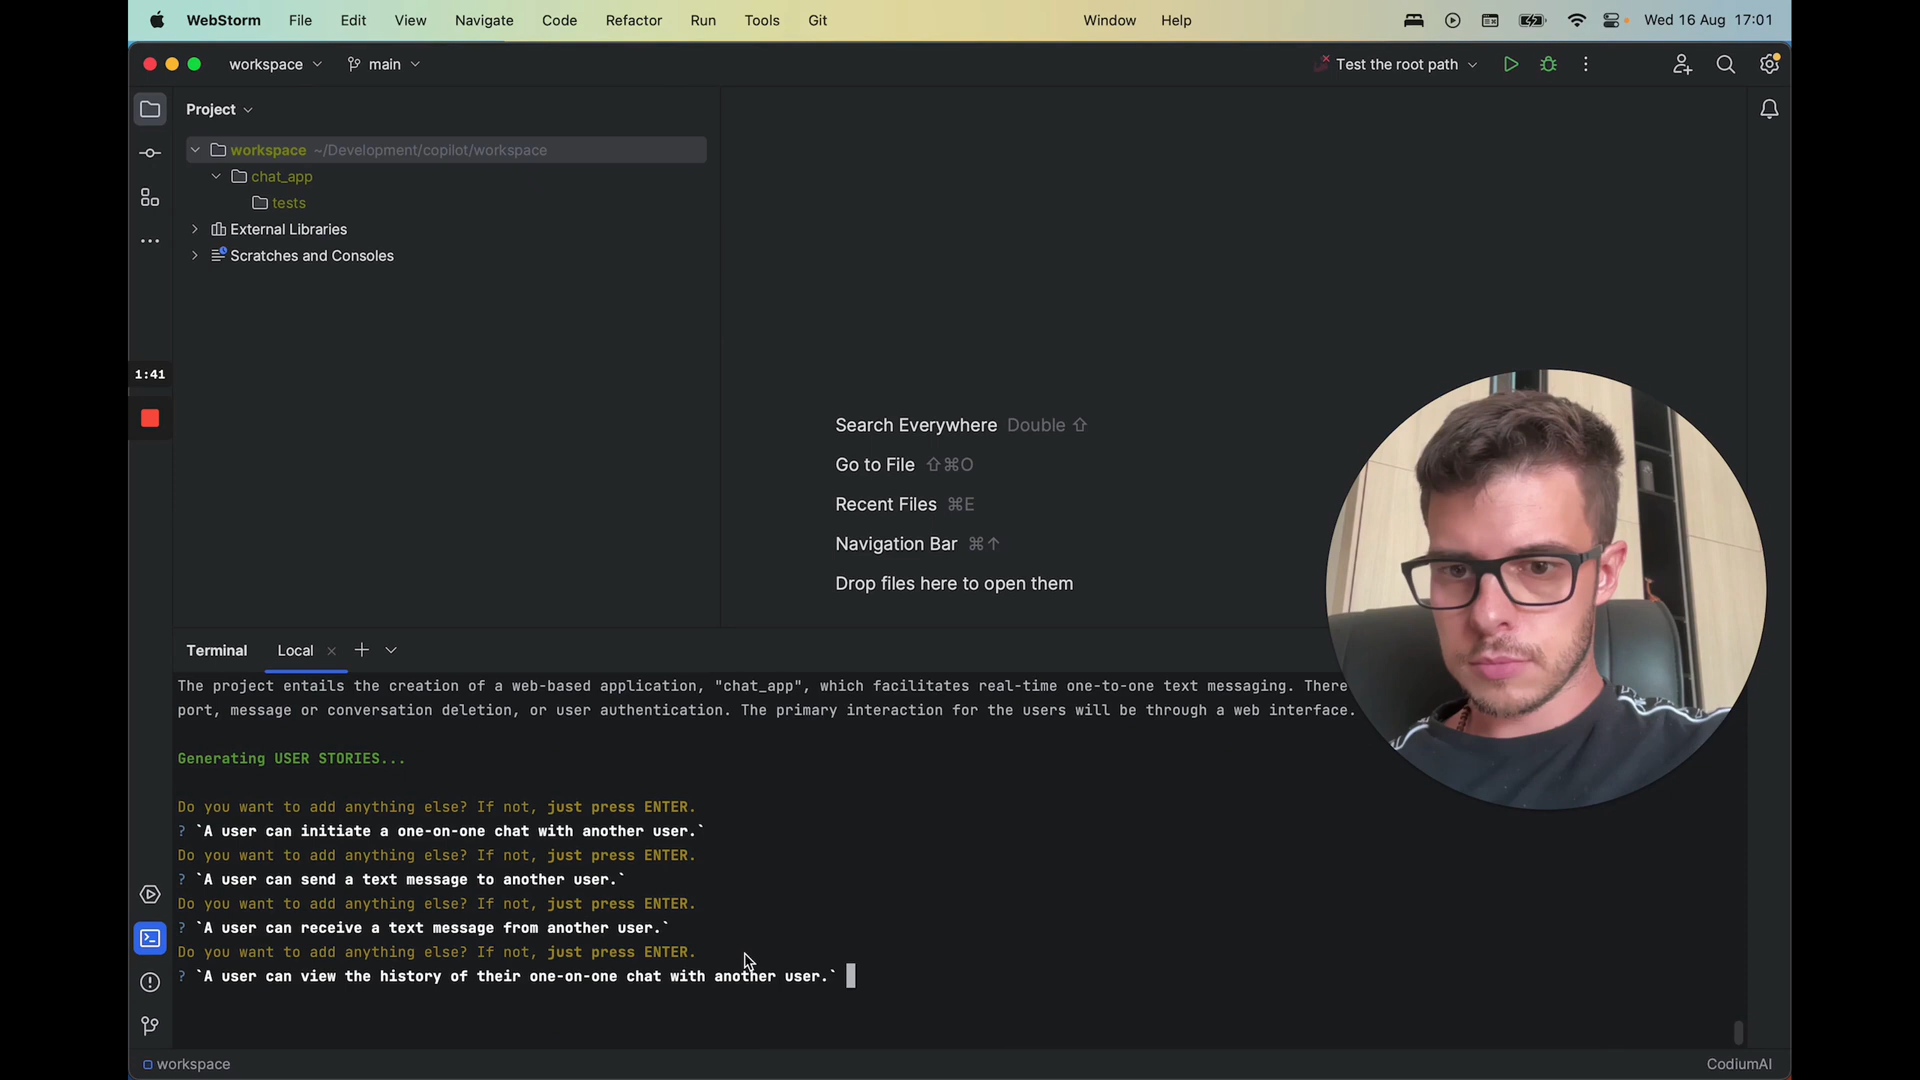 WebStorm File Edit View Navigate Code Refactor Run Tools Git Window Help Wed 16 Aug 17:01
workspace main Test the root path
Project
workspace ~/Development/copilot/workspace
chat_app
tests
External Libraries
Scratches and Consoles
1:41
Search Everywhere Double ⇧
Go to File ⇧⌘O
Recent Files ⌘E
Navigation Bar ⌘↑
Drop files here to open them
Terminal Local
The project entails the creation of a web-based application, "chat_app", which facilitates real-time one-to-one text messaging. There
port, message or conversation deletion, or user authentication. The primary interaction for the users will be through a web interface.
Generating USER STORIES...
Do you want to add anything else? If not, just press ENTER.
? `A user can initiate a one-on-one chat with another user.`
Do you want to add anything else? If not, just press ENTER.
? `A user can send a text message to another user.`
Do you want to add anything else? If not, just press ENTER.
? `A user can receive a text message from another user.`
Do you want to add anything else? If not, just press ENTER.
? `A user can view the history of their one-on-one chat with another user.`
workspace CodiumAI